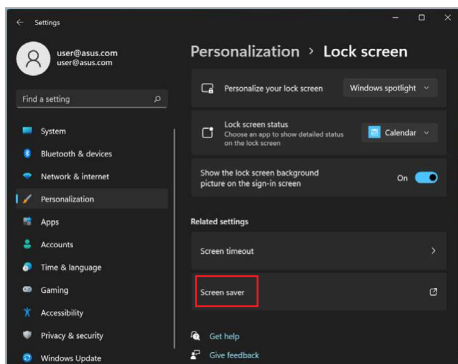 Settings
user@asus.com
user@asus.com
Find a setting
System
Bluetooth & devices
Network & internet
Personalization
Apps
Accounts
Time & language
Gaming
Accessibility
Privacy & security
Windows Update
Personalization > Lock screen
Personalize your lock screen
Windows spotlight
Lock screen status
Choose an app to show detailed status
on the lock screen
Calendar
Show the lock screen background
picture on the sign-in screen
On
Related settings
Screen timeout
Screen saver
Get help
Give feedback